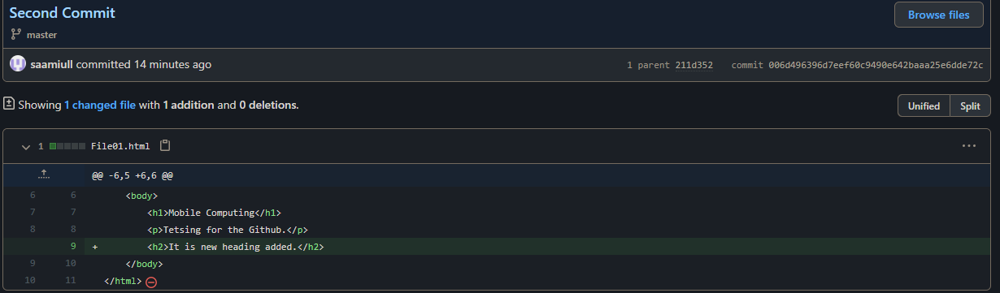 Second Commit
Browse files
master
saamiull committed 14 minutes ago
1 parent 211d352 commit 006d496396d7eef60c9490e642baaa25e6dde72c
Showing 1 changed file with 1 addition and 0 deletions.
Unified Split
1 File01.html
@@ -6,5 +6,6 @@
6 6 <body>
7 7 <h1>Mobile Computing</h1>
8 8 <p>Tetsing for the Github.</p>
9 + <h2>It is new heading added.</h2>
9 10 </body>
10 11 </html>